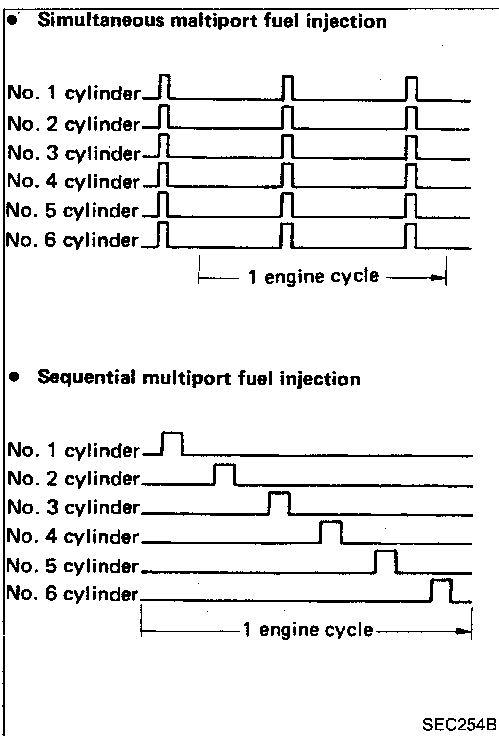 • Simultaneous maltiport fuel injection
No. 1 cylinder
No. 2 cylinder
No. 3 cylinder
No. 4 cylinder
No. 5 cylinder
No. 6 cylinder
1 engine cycle
• Sequential multiport fuel injection
No. 1 cylinder
No. 2 cylinder
No. 3 cylinder
No. 4 cylinder
No. 5 cylinder
No. 6 cylinder
1 engine cycle
SEC254B